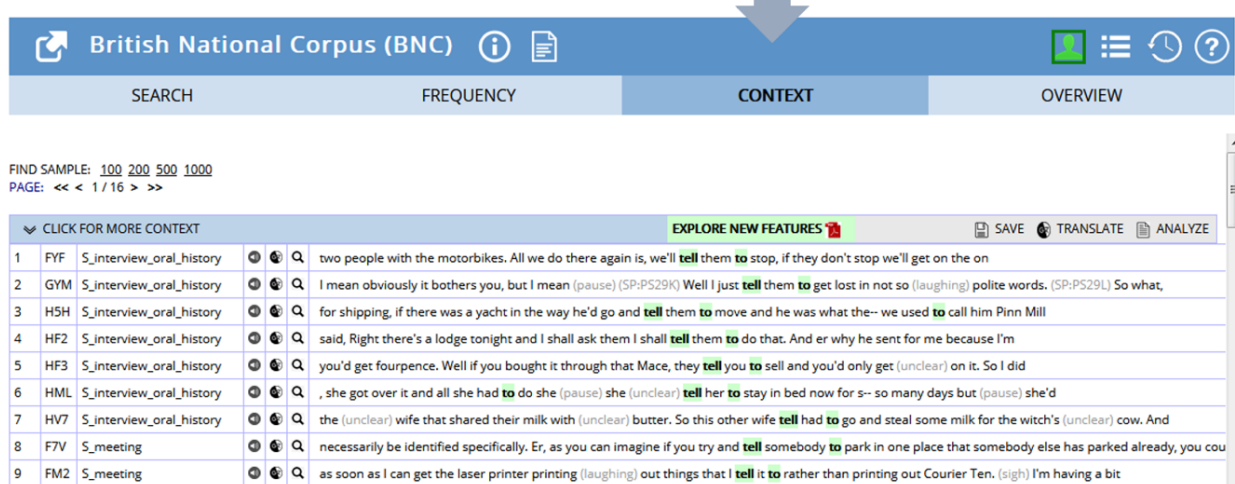 British National Corpus (BNC)
SEARCH FREQUENCY CONTEXT OVERVIEW
FIND SAMPLE: 100 200 500 1000
PAGE: << < 1 / 16 > >>
CLICK FOR MORE CONTEXT EXPLORE NEW FEATURES SAVE TRANSLATE ANALYZE
1 FYF S_interview_oral_history two people with the motorbikes. All we do there again is, we'll tell them to stop, if they don't stop we'll get on the on
2 GYM S_interview_oral_history I mean obviously it bothers you, but I mean (pause) (SP:PS29K) Well I just tell them to get lost in not so (laughing) polite words. (SP:PS29L) So what,
3 H5H S_interview_oral_history for shipping, if there was a yacht in the way he'd go and tell them to move and he was what the-- we used to call him Pinn Mill
4 HF2 S_interview_oral_history said, Right there's a lodge tonight and I shall ask them I shall tell them to do that. And er why he sent for me because I'm
5 HF3 S_interview_oral_history you'd get fourpence. Well if you bought it through that Mace, they tell you to sell and you'd only get (unclear) on it. So I did
6 HML S_interview_oral_history , she got over it and all she had to do she (pause) she (unclear) tell her to stay in bed now for s-- so many days but (pause) she'd
7 HV7 S_interview_oral_history the (unclear) wife that shared their milk with (unclear) butter. So this other wife tell had to go and steal some milk for the witch's (unclear) cow. And
8 F7V S_meeting necessarily be identified specifically. Er, as you can imagine if you try and tell somebody to park in one place that somebody else has parked already, you cou
9 FM2 S_meeting as soon as I can get the laser printer printing (laughing) out things that I tell it to rather than printing out Courier Ten. (sigh) I'm having a bit